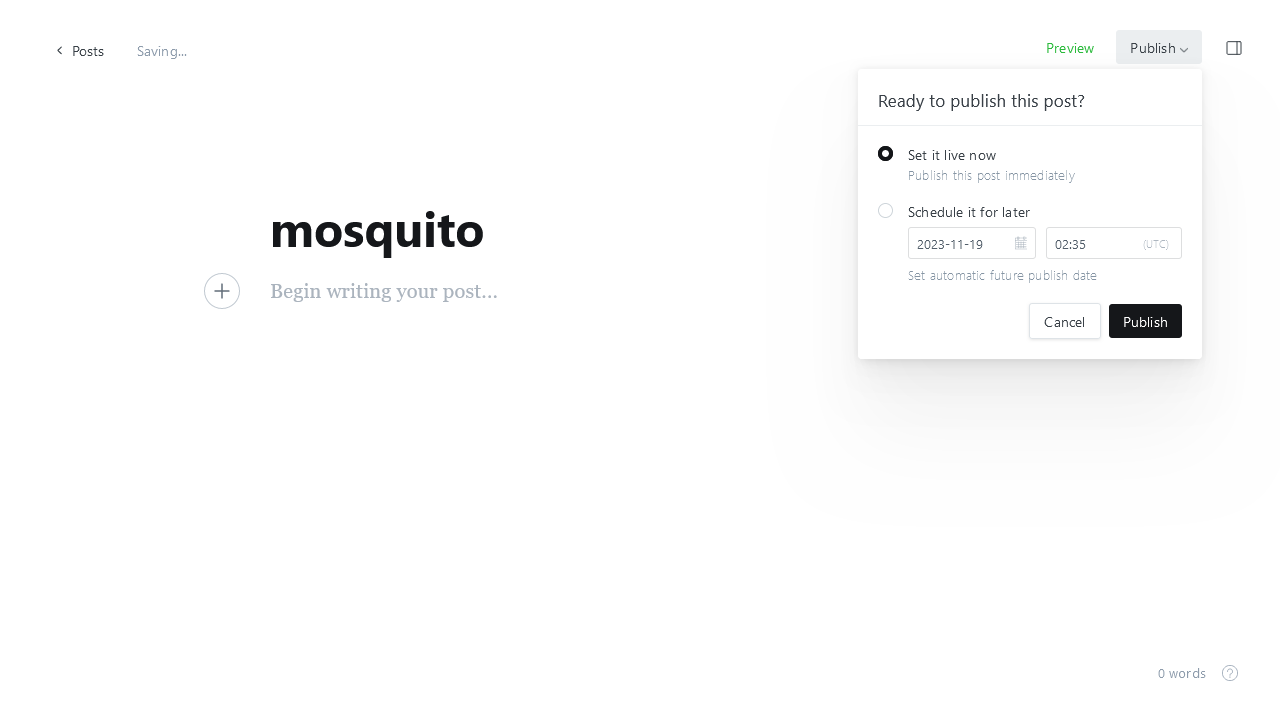 Posts
Saving...
Preview
Publish
Ready to publish this post?
Set it live now
Publish this post immediately
Schedule it for later
2023-11-19
02:35
(UTC)
Set automatic future publish date
Cancel
Publish
mosquito
Begin writing your post...
0 words
?